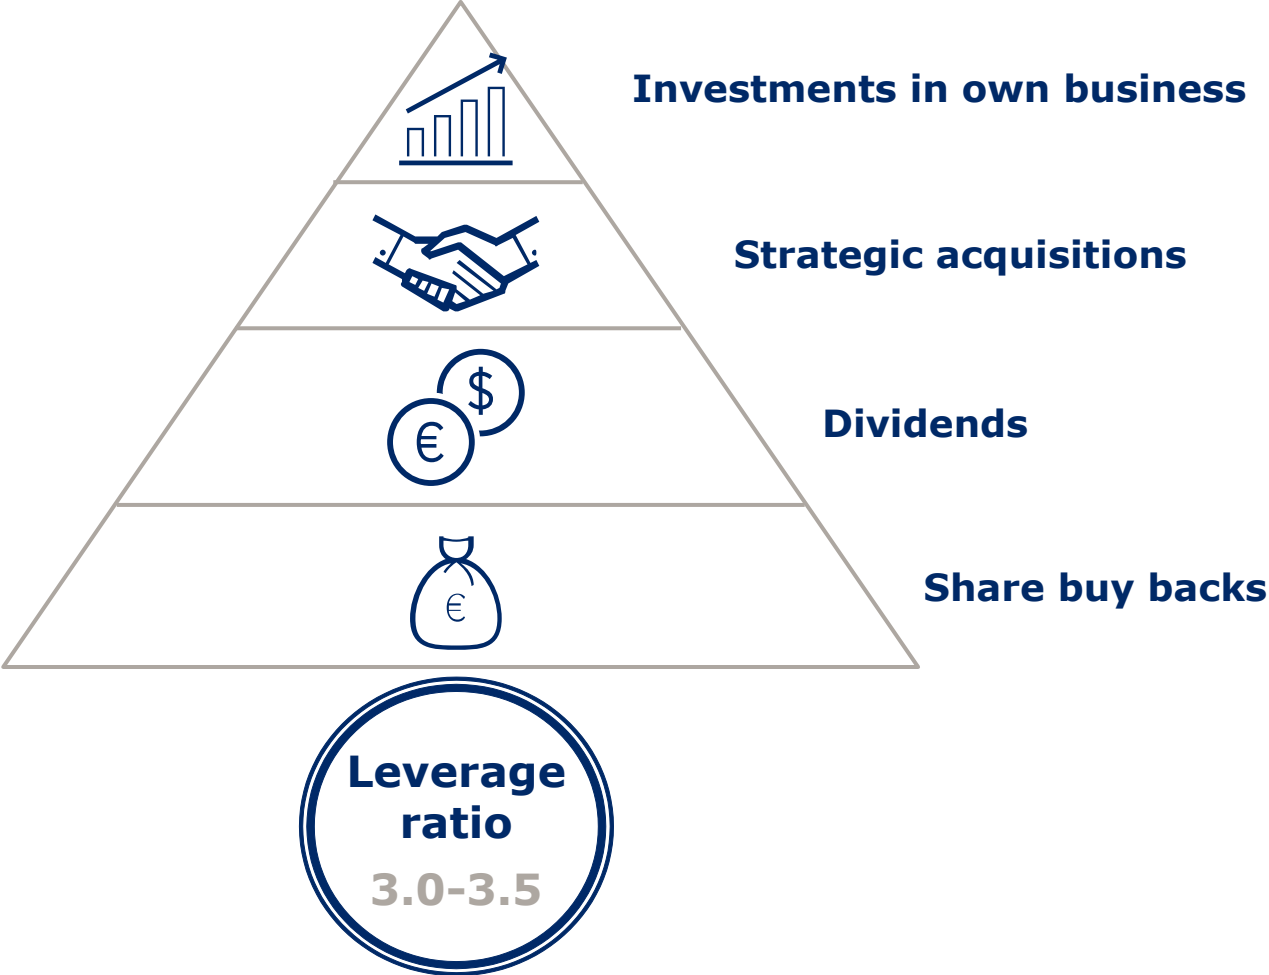 Investments in own business
Strategic acquisitions
$
€
Dividends
€
Share buy backs
Leverage
ratio
3.0-3.5